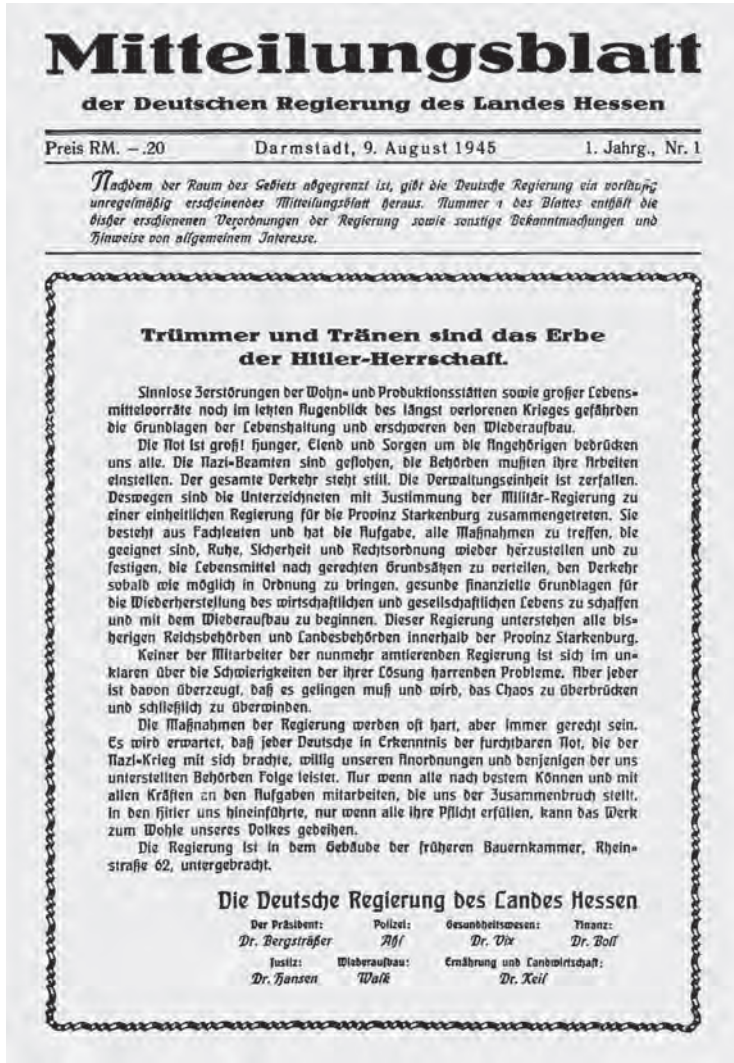 Mitteilungsblatt
der Deutschen Regierung des Landes Hessen
Preis RM. –.20 Darmstadt, 9. August 1945 1. Jahrg., Nr. 1
Nachdem der Raum des Gebiets abgegrenzt ist, gibt die Deutsche Regierung ein vorläufig
unregelmäßig erscheinendes Mitteilungsblatt heraus. Nummer 1 des Blattes enthält die
bisher erschienenen Verordnungen der Regierung sowie sonstige Bekanntmachungen und
Hinweise von allgemeinem Interesse.
Trümmer und Tränen sind das Erbe
der Hitler-Herrschaft.
Sinnlose Zerstörungen der Wohn- und Produktionsstätten sowie großer Lebens-
mittelvorräte noch im letzten Augenblick des längst verlorenen Krieges gefährden
die Grundlagen der Lebenshaltung und erschweren den Wiederaufbau.
Die Not ist groß! Hunger, Elend und Sorgen um die Angehörigen bedrücken
uns alle. Die Nazi-Beamten sind geflohen, die Behörden mußten ihre Arbeiten
einstellen. Der gesamte Verkehr steht still. Die Verwaltungseinheit ist zerfallen.
Deswegen sind die Unterzeichneten mit Zustimmung der Militär-Regierung zu
einer einheitlichen Regierung für die Provinz Starkenburg zusammengetreten. Sie
besteht aus Fachleuten und hat die Aufgabe, alle Maßnahmen zu treffen, die
geeignet sind, Ruhe, Sicherheit und Rechtsordnung wieder herzustellen und zu
festigen, die Lebensmittel nach gerechten Grundsätzen zu verteilen, den Verkehr
sobald wie möglich in Ordnung zu bringen, gesunde finanzielle Grundlagen für
die Wiederherstellung des wirtschaftlichen und gesellschaftlichen Lebens zu schaffen
und mit dem Wiederaufbau zu beginnen. Dieser Regierung unterstehen alle bis-
herigen Reichsbehörden und Landesbehörden innerhalb der Provinz Starkenburg.
Keiner der Mitarbeiter der nunmehr amtierenden Regierung ist sich im un-
klaren über die Schwierigkeiten der ihrer Lösung harrenden Probleme. Aber jeder
ist davon überzeugt, daß es gelingen muß und wird, das Chaos zu überbrücken
und schließlich zu überwinden.
Die Maßnahmen der Regierung werden oft hart, aber immer gerecht sein.
Es wird erwartet, daß jeder Deutsche in Erkenntnis der furchtbaren Not, die der
Nazi-Krieg mit sich brachte, willig unseren Anordnungen und denjenigen der uns
unterstellten Behörden Folge leistet. Nur wenn alle nach bestem Können und mit
allen Kräften an den Aufgaben mitarbeiten, die uns der Zusammenbruch stellt.
In den Hitler uns hineinführte, nur wenn alle ihre Pflicht erfüllen, kann das Werk
zum Wohle unseres Volkes gedeihen.
Die Regierung ist in dem Gebäude der früheren Bauernkammer, Rhein-
straße 62, untergebracht.
Die Deutsche Regierung des Landes Hessen
Der Präsident: Polizei: Gesundheitswesen: Finanz:
Dr. Bergsträßer Abl Dr. Vix Dr. Boll
Justiz: Wiederaufbau: Ernährung und Landwirtschaft:
Dr. Hansen Walk Dr. Keil